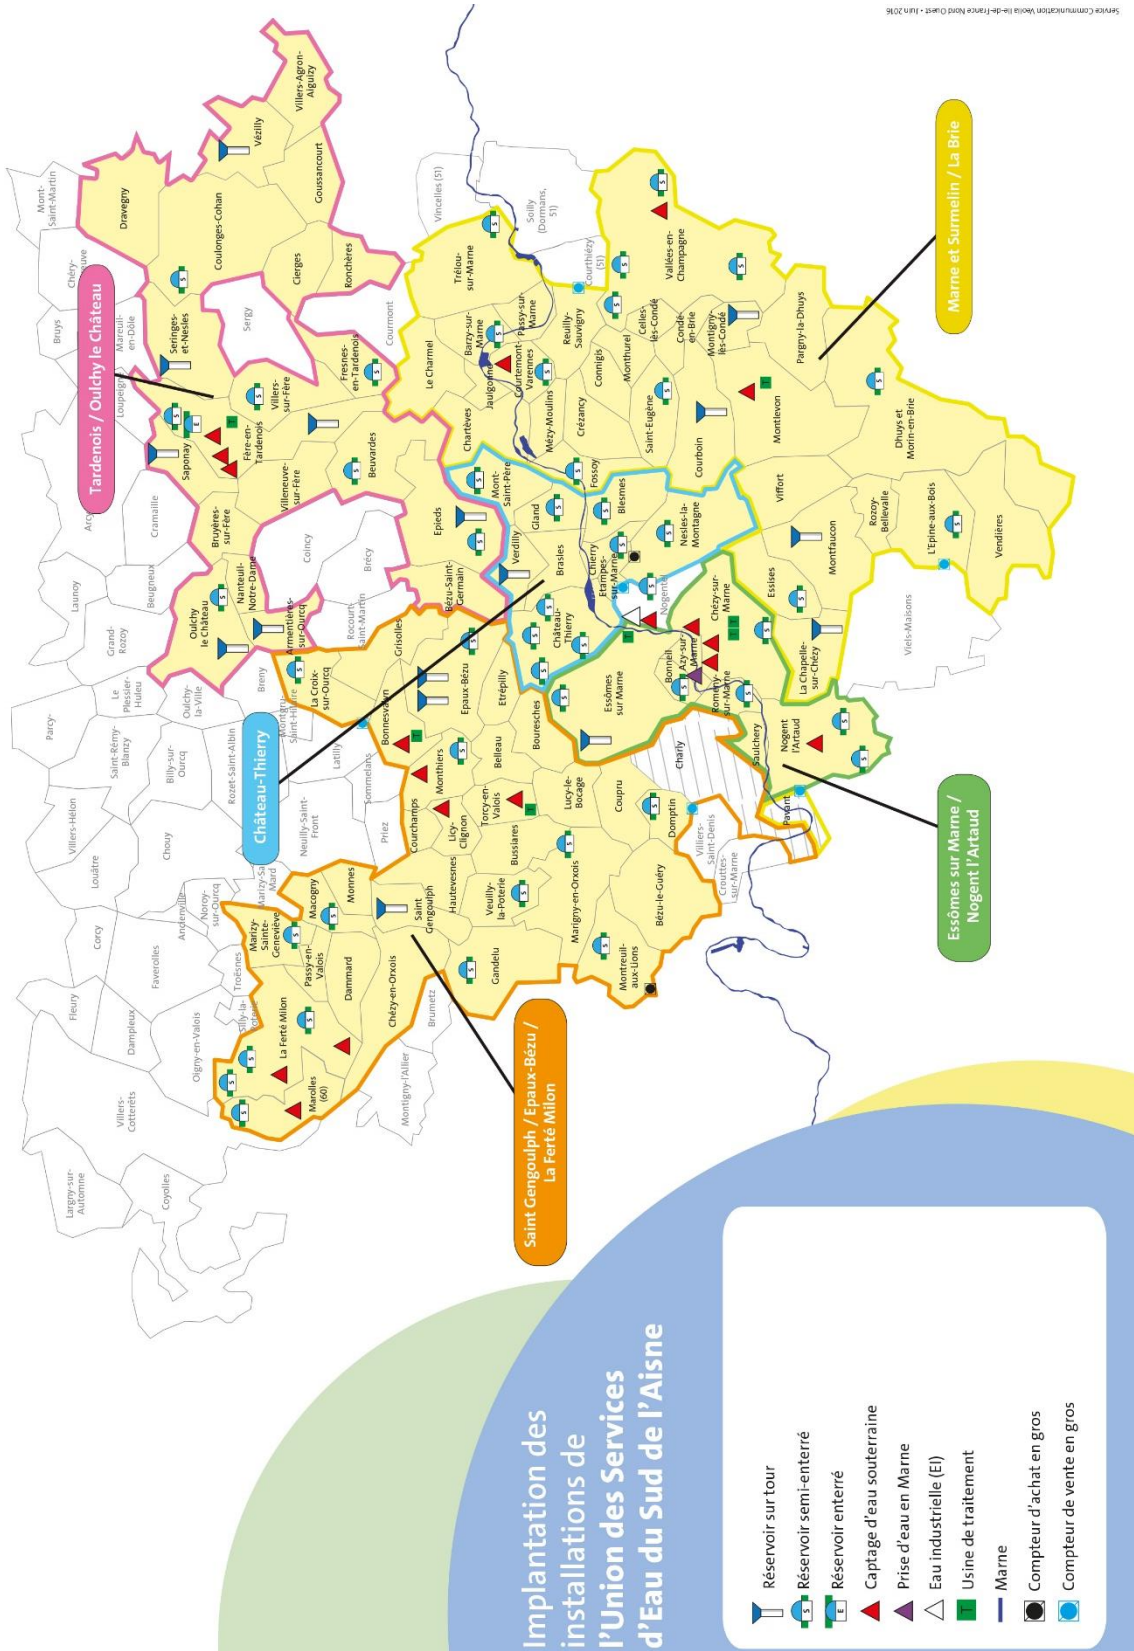 Service Communication Veolia Ile-de-France Nord Ouest • Juin 2016
Implantation des
installations de
l'Union des Services
d'Eau du Sud de l'Aisne
Réservoir sur tour
S
Réservoir semi-enterré
E
Réservoir enterré
Captage d'eau souterraine
Prise d'eau en Marne
Eau industrielle (EI)
T
Usine de traitement
Marne
Compteur d'achat en gros
Compteur de vente en gros
Tardenois / Oulchy le Château
Château-Thierry
Saint Gengoulph / Epaux-Bézu /
La Ferté Milon
Marne et Surmelin / La Brie
Essômes sur Marne /
Nogent l'Artaud
Largny-sur-
Automne
Coyolles
Villers-
Cotterêts
Fleury
Dampleux
Oigny-en-Valois
Corcy
Faverolles
Louâtre
Villers-Hélon
Ancienville
Noroy-
sur-Ourcq
Troësnes
Chouy
Parcy-
Saint-Rémy-
Blanzy
Billy-sur-
Ourcq
Rozet-Saint-Albin
Le
Plessier-
Huleu
Oulchy-
la-Ville
Breny
Montgru-
Saint-Hilaire
Latilly
Sommelans
Neuilly-Saint-
Front
Priez
Launoy
Grand-
Rozoy
Beugneux
Cramaille
Coincy
Brécy
Rocourt-
Saint-Martin
Loupeigne
Bruys
Mareuil-
en-Dôle
Mont-
Saint-Martin
Sergy
Courmont
Vincelles (51)
Soilly
(Dormans,
51)
Courthiézy
(51)
Montigny-l'Allier
Brumetz
Villiers-
Saint-Denis
Crouttes-
sur-Marne
Charly
Viels-Maisons
Nogentel
Dravegny
Vézilly
Villers-Agron-
Aiguizy
Goussancourt
Coulonges-Cohan
Cierges
Ronchères
Seringes-
et-Nesles
Saponay
Fère-en-
Tardenois
Villers-
sur-Fère
Fresnes-
en-Tardenois
Bruyères-
sur-Fère
Villeneuve-
sur-Fère
Beuvardes
Oulchy
le Château
Nanteuil-
Notre-Dame
Armentières-
sur-Ourcq
Epieds
Bézu-Saint-
Germain
Marolles
(60)
La Ferté Milon
Marizy-
Sainte-
Geneviève
Passy-en-
Valois
Macogny
Monnes
Dammard
Chézy-en-Orxois
Saint
Gengoulph
Gandelu
Hautevesnes
Courchamps
Licy-
Clignon
Monthiers
Bonnesvalyn
La Croix-
sur-Ourcq
Grisolles
Epaux-Bézu
Etrépilly
Bouresches
Belleau
Torcy-en-
Valois
Bussiares
Veuilly-
la-Poterie
Lucy-le-
Bocage
Marigny-en-Orxois
Coupru
Domptin
Bézu-le-Guéry
Montreuil-
aux-Lions
Verdilly
Mont-
Saint-Père
Gland
Brasles
Château-
Thierry
Chierry
Blesmes
Etampes-
sur-Marne
Nesles-la-
Montagne
Fossoy
Essômes
sur Marne
Bonneil
Azy-sur-
Marne
Romeny-
sur-Marne
Chézy-sur-
Marne
Saulchery
Nogent
l'Artaud
Pavant
Chartèves
Le Charmel
Jaulgonne
Barzy-sur-
Marne
Trélou-
sur-Marne
Passy-sur-
Marne
Courtemont-
Varennes
Mézy-Moulins
Reuilly-
Sauvigny
Crézancy
Connigis
Monthurel
Celles-
lès-Condé
Saint-Eugène
Condé-
en-Brie
Montigny-
lès-Condé
Vallées-en-
Champagne
Courboin
Montlevon
Pargny-la-Dhuys
Dhuys et
Morin-en-Brie
Viffort
Montfaucon
Rozoy-
Bellevalle
Essises
La Chapelle-
sur-Chézy
L'Epine-aux-Bois
Vendières